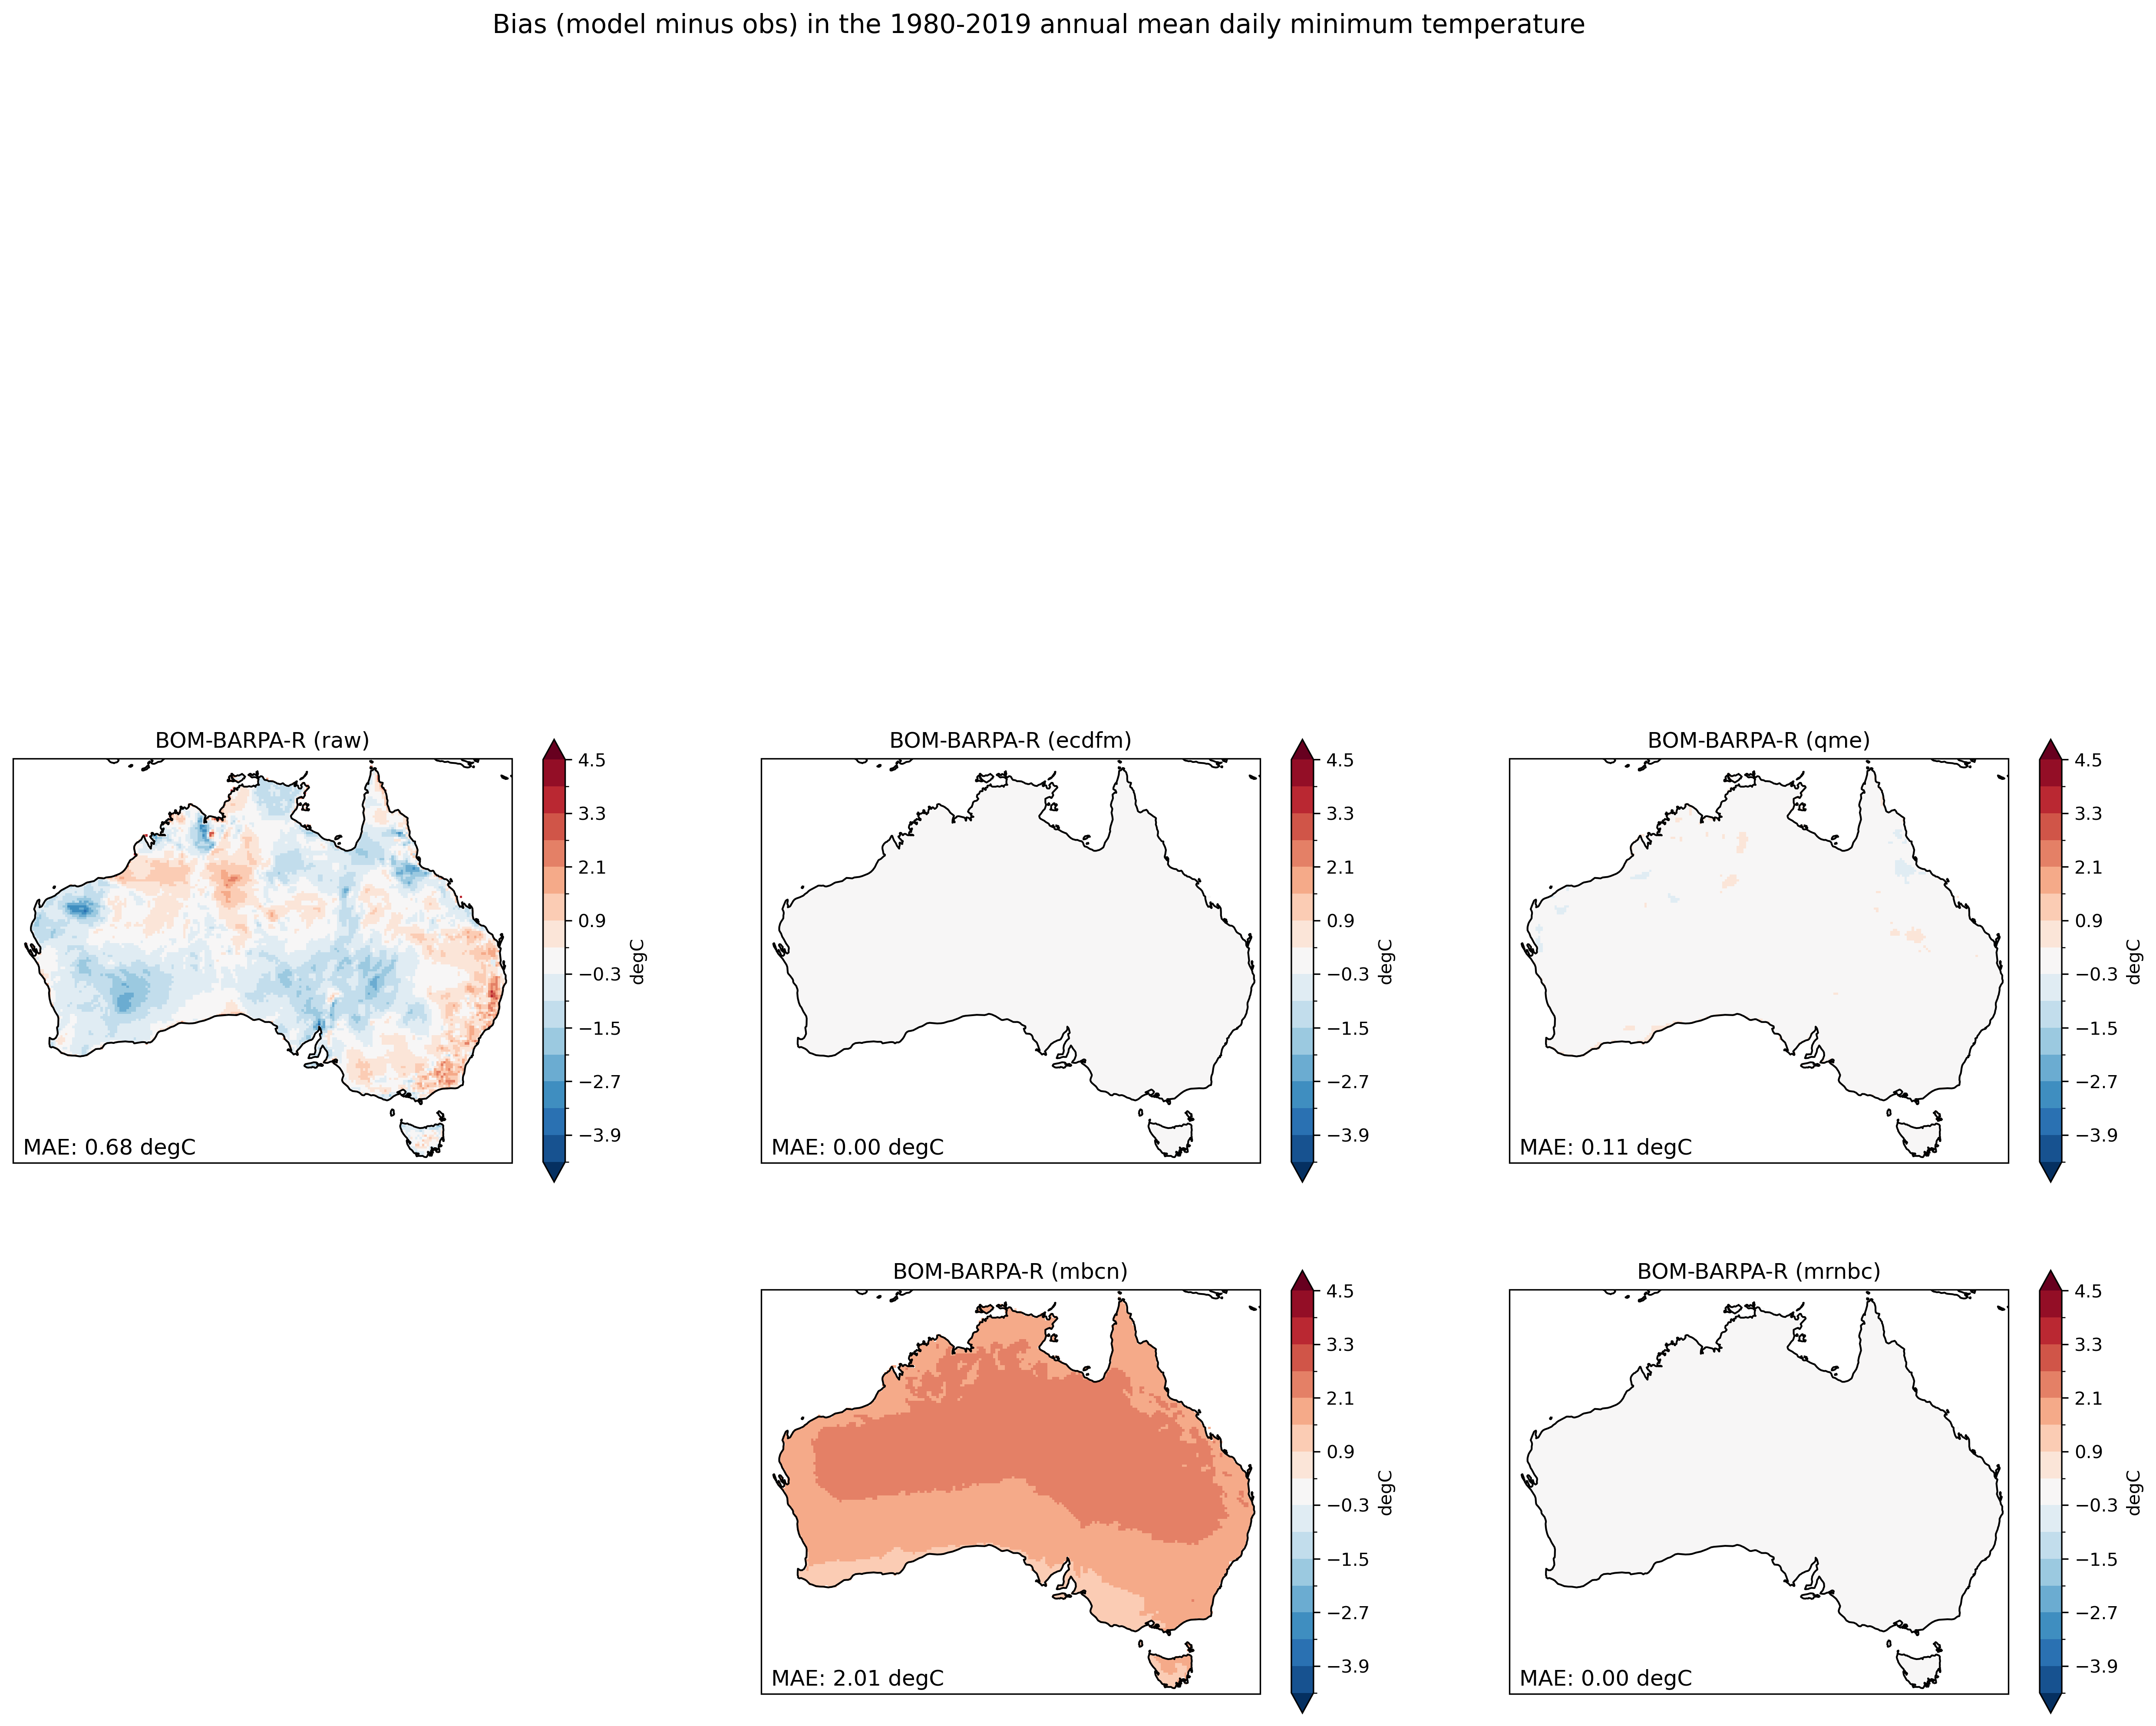 Bias (model minus obs) in the 1980-2019 annual mean daily minimum temperature
BOM-BARPA-R (raw)
4.5
3.3
2.1
0.9
−0.3
−1.5
−2.7
−3.9
degC
MAE: 0.68 degC
BOM-BARPA-R (ecdfm)
4.5
3.3
2.1
0.9
−0.3
−1.5
−2.7
−3.9
degC
MAE: 0.00 degC
BOM-BARPA-R (qme)
4.5
3.3
2.1
0.9
−0.3
−1.5
−2.7
−3.9
degC
MAE: 0.11 degC
BOM-BARPA-R (mbcn)
4.5
3.3
2.1
0.9
−0.3
−1.5
−2.7
−3.9
degC
MAE: 2.01 degC
BOM-BARPA-R (mrnbc)
4.5
3.3
2.1
0.9
−0.3
−1.5
−2.7
−3.9
degC
MAE: 0.00 degC